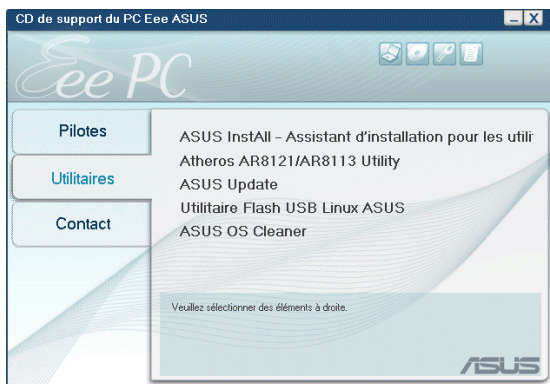 CD de support du PC Eee ASUS
Eee PC
Pilotes
Utilitaires
Contact
ASUS InstAll – Assistant d'installation pour les utili
Atheros AR8121/AR8113 Utility
ASUS Update
Utilitaire Flash USB Linux ASUS
ASUS OS Cleaner
Veuillez sélectionner des éléments à droite.
ASUS